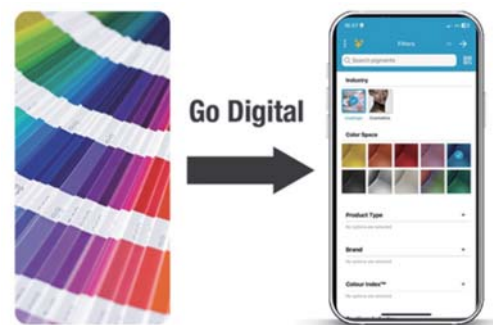 Go Digital
Filters
Search pigments
Industry
Coatings Cosmetics
Color Space
Product Type
No options are selected
Brand
No options are selected
Colour Index™
No options are selected